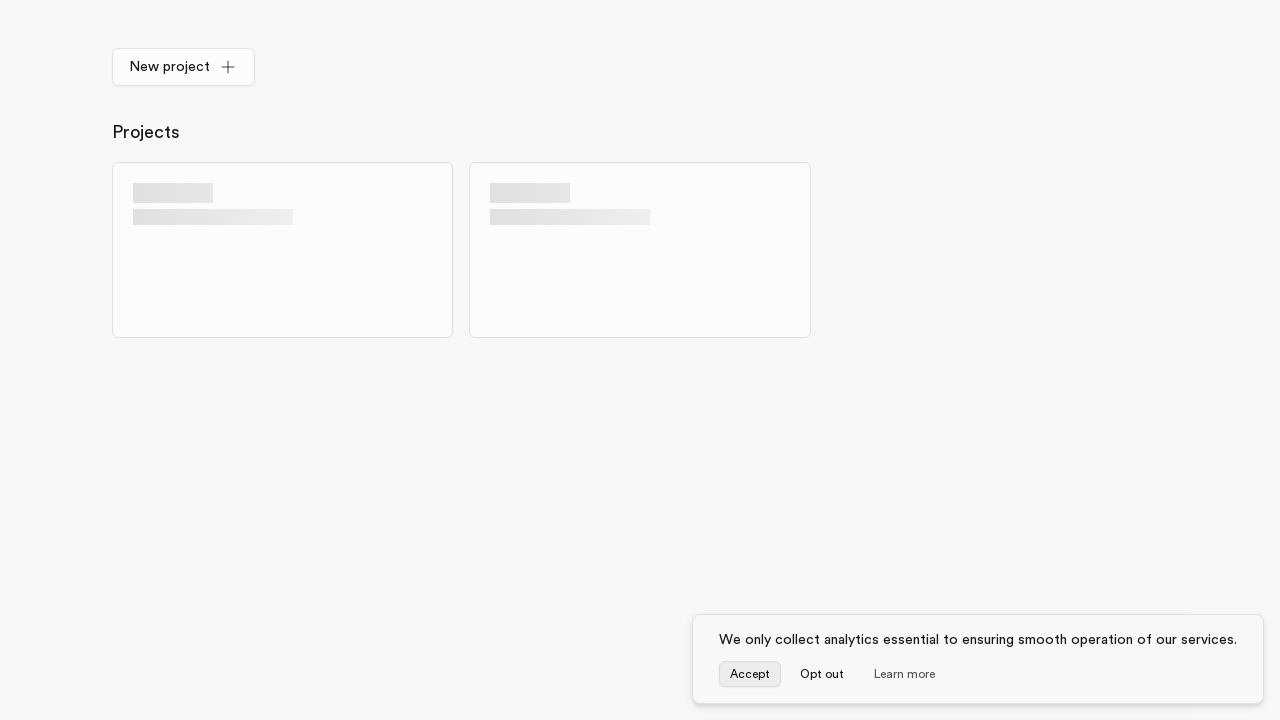 New project
Projects
We only collect analytics essential to ensuring smooth operation of our services.
Accept Opt out Learn more